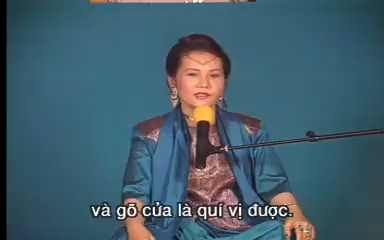 và gõ cửa là quí vị được.